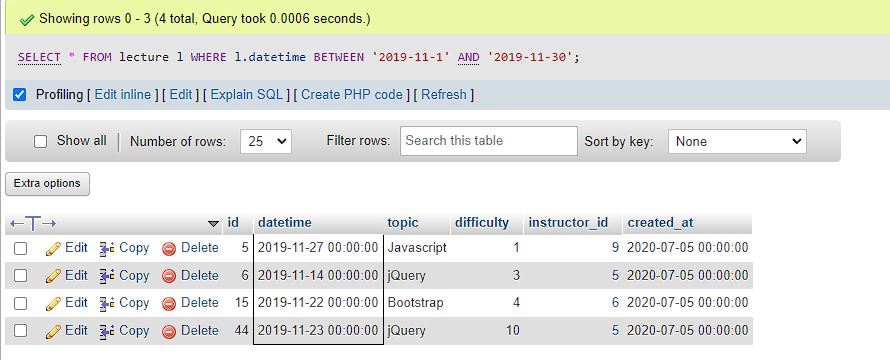 Showing rows 0 - 3 (4 total, Query took 0.0006 seconds.)
SELECT * FROM lecture l WHERE l.datetime BETWEEN '2019-11-1' AND '2019-11-30';
Profiling [ Edit inline ] [ Edit ] [ Explain SQL ] [ Create PHP code ] [ Refresh ]
Show all Number of rows: 25 Filter rows: Search this table Sort by key: None
Extra options
←T→ id datetime topic difficulty instructor_id created_at
Edit Copy Delete 5 2019-11-27 00:00:00 Javascript 1 9 2020-07-05 00:00:00
Edit Copy Delete 6 2019-11-14 00:00:00 jQuery 3 5 2020-07-05 00:00:00
Edit Copy Delete 15 2019-11-22 00:00:00 Bootstrap 4 6 2020-07-05 00:00:00
Edit Copy Delete 44 2019-11-23 00:00:00 jQuery 10 5 2020-07-05 00:00:00